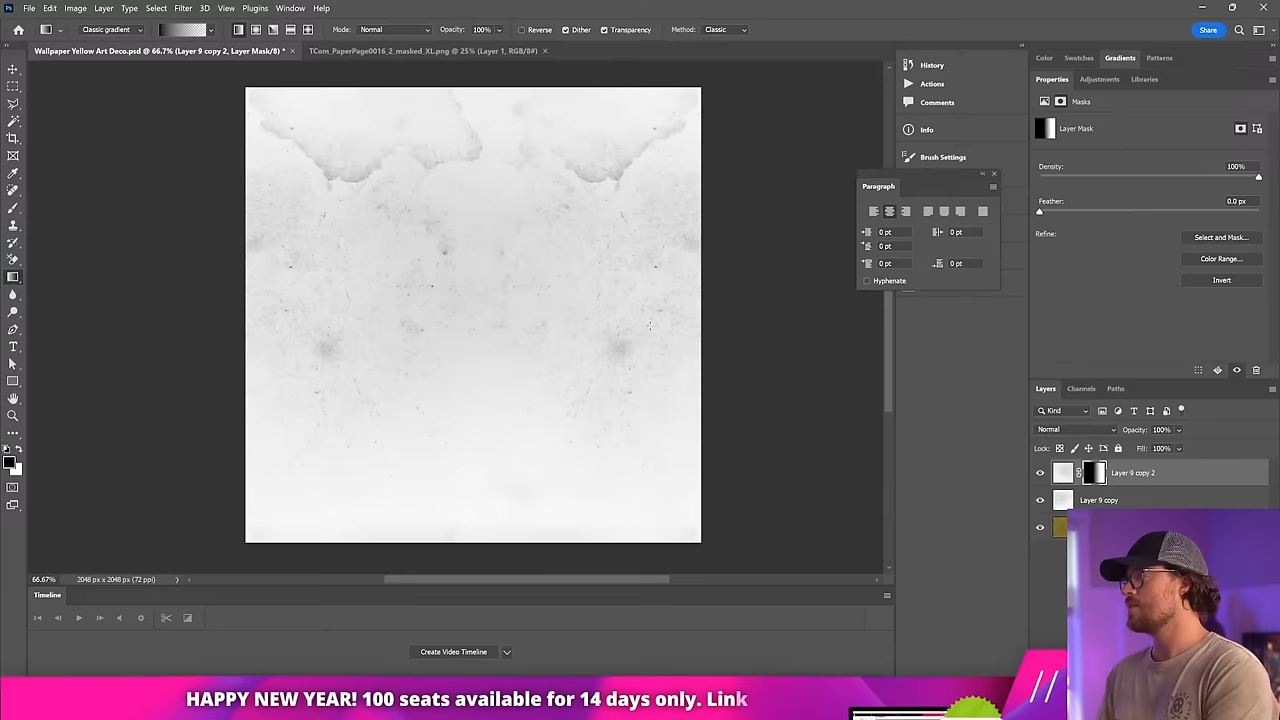 File Edit Image Layer Type Select Filter 3D View Plugins Window Help
Classic gradient Mode: Normal Opacity: 100% Reverse Dither Transparency Method: Classic Share
Wallpaper Yellow Art Deco.psd @ 66.7% (Layer 9 copy 2, Layer Mask/8) * × TCom_PaperPage0016_2_masked_XL.png @ 25% (Layer 1, RGB/8#) ×
History
Actions
Comments
Info
Brush Settings
Paragraph
0 pt 0 pt
0 pt
0 pt 0 pt
Hyphenate
Color Swatches Gradients Patterns
Properties Adjustments Libraries
Masks
Layer Mask
Density: 100%
Feather: 0.0 px
Refine: Select and Mask...
Color Range...
Invert
Layers Channels Paths
Kind
Normal Opacity: 100%
Lock: Fill: 100%
Layer 9 copy 2
Layer 9 copy
66.67% 2048 px x 2048 px (72 ppi)
Timeline
Create Video Timeline
HAPPY NEW YEAR! 100 seats available for 14 days only. Link
//